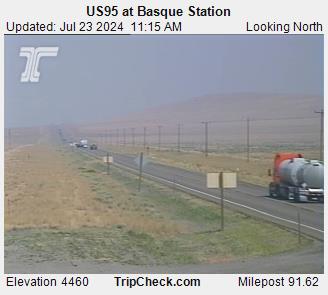 US95 at Basque Station
Updated: Jul 23 2024 11:15 AM Looking North
Elevation 4460 TripCheck.com Milepost 91.62